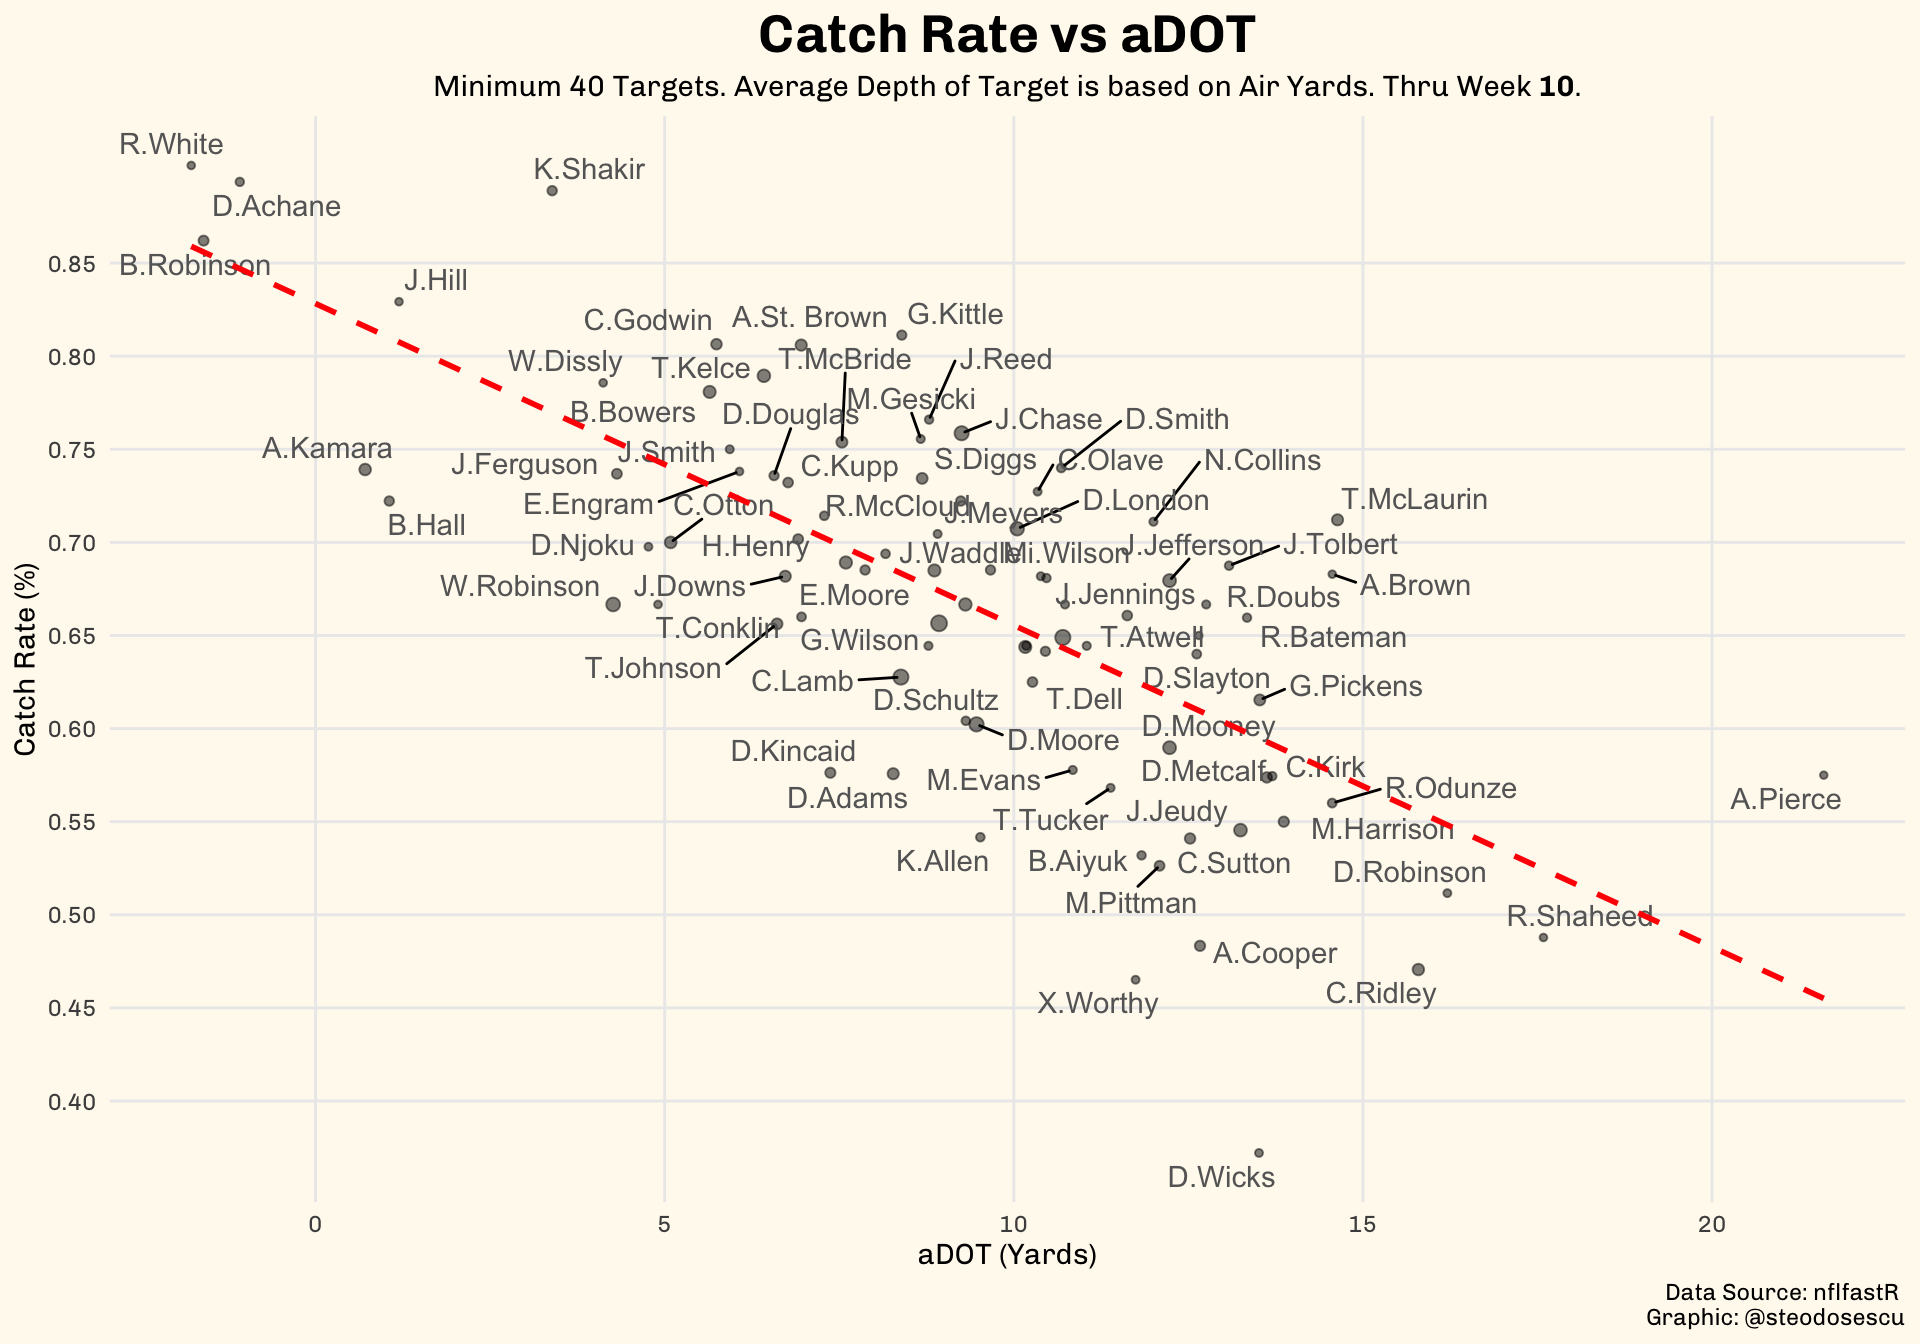 Catch Rate vs aDOT
Minimum 40 Targets. Average Depth of Target is based on Air Yards. Thru Week 10.
R.White
K.Shakir
D.Achane
B.Robinson
J.Hill
C.Godwin
A.St. Brown
G.Kittle
W.Dissly
T.Kelce
T.McBride
J.Reed
B.Bowers
D.Douglas
M.Gesicki
J.Chase
D.Smith
A.Kamara
J.Ferguson
J.Smith
C.Kupp
S.Diggs
C.Olave
N.Collins
E.Engram
C.Otton
R.McCloud
J.Meyers
D.London
T.McLaurin
B.Hall
D.Njoku
H.Henry
J.Waddle
Mi.Wilson
J.Jefferson
J.Tolbert
W.Robinson
J.Downs
E.Moore
J.Jennings
R.Doubs
A.Brown
T.Conklin
G.Wilson
T.Atwell
R.Bateman
T.Johnson
C.Lamb
D.Schultz
T.Dell
D.Slayton
G.Pickens
D.Moore
D.Mooney
D.Kincaid
M.Evans
D.Metcalf
C.Kirk
R.Odunze
A.Pierce
D.Adams
T.Tucker
J.Jeudy
M.Harrison
K.Allen
B.Aiyuk
C.Sutton
D.Robinson
M.Pittman
R.Shaheed
A.Cooper
X.Worthy
C.Ridley
D.Wicks
0.85
0.80
0.75
0.70
0.65
0.60
0.55
0.50
0.45
0.40
Catch Rate (%)
0 5 10 15 20
aDOT (Yards)
Data Source: nflfastR
Graphic: @steodosescu